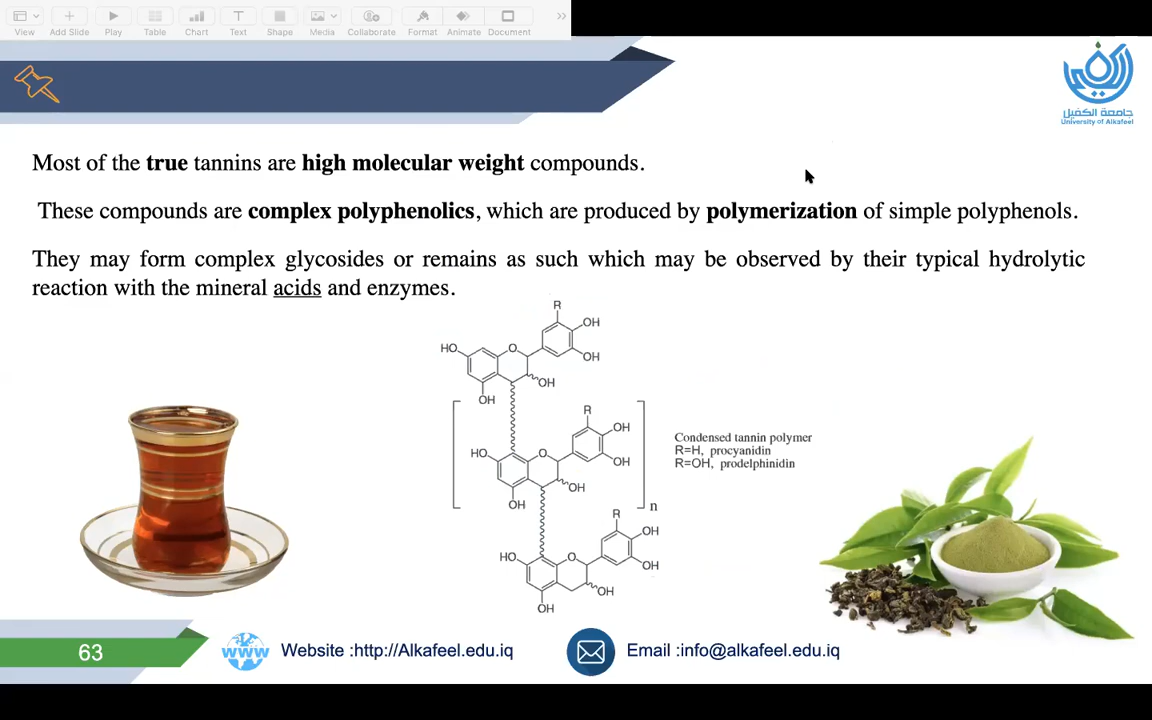 View Add Slide Play Table Chart Text Shape Media Collaborate Format Animate Document
جامعة الكفيل
University of Alkafeel
Most of the true tannins are high molecular weight compounds.
These compounds are complex polyphenolics, which are produced by polymerization of simple polyphenols.
They may form complex glycosides or remains as such which may be observed by their typical hydrolytic
reaction with the mineral acids and enzymes.
R
OH
HO
O
OH
OH
OH
R
OH
HO
O
OH
OH
OH
n
R
OH
HO
O
OH
OH
OH
Condensed tannin polymer
R=H, procyanidin
R=OH, prodelphinidin
63
www
Website :http://Alkafeel.edu.iq
Email :info@alkafeel.edu.iq